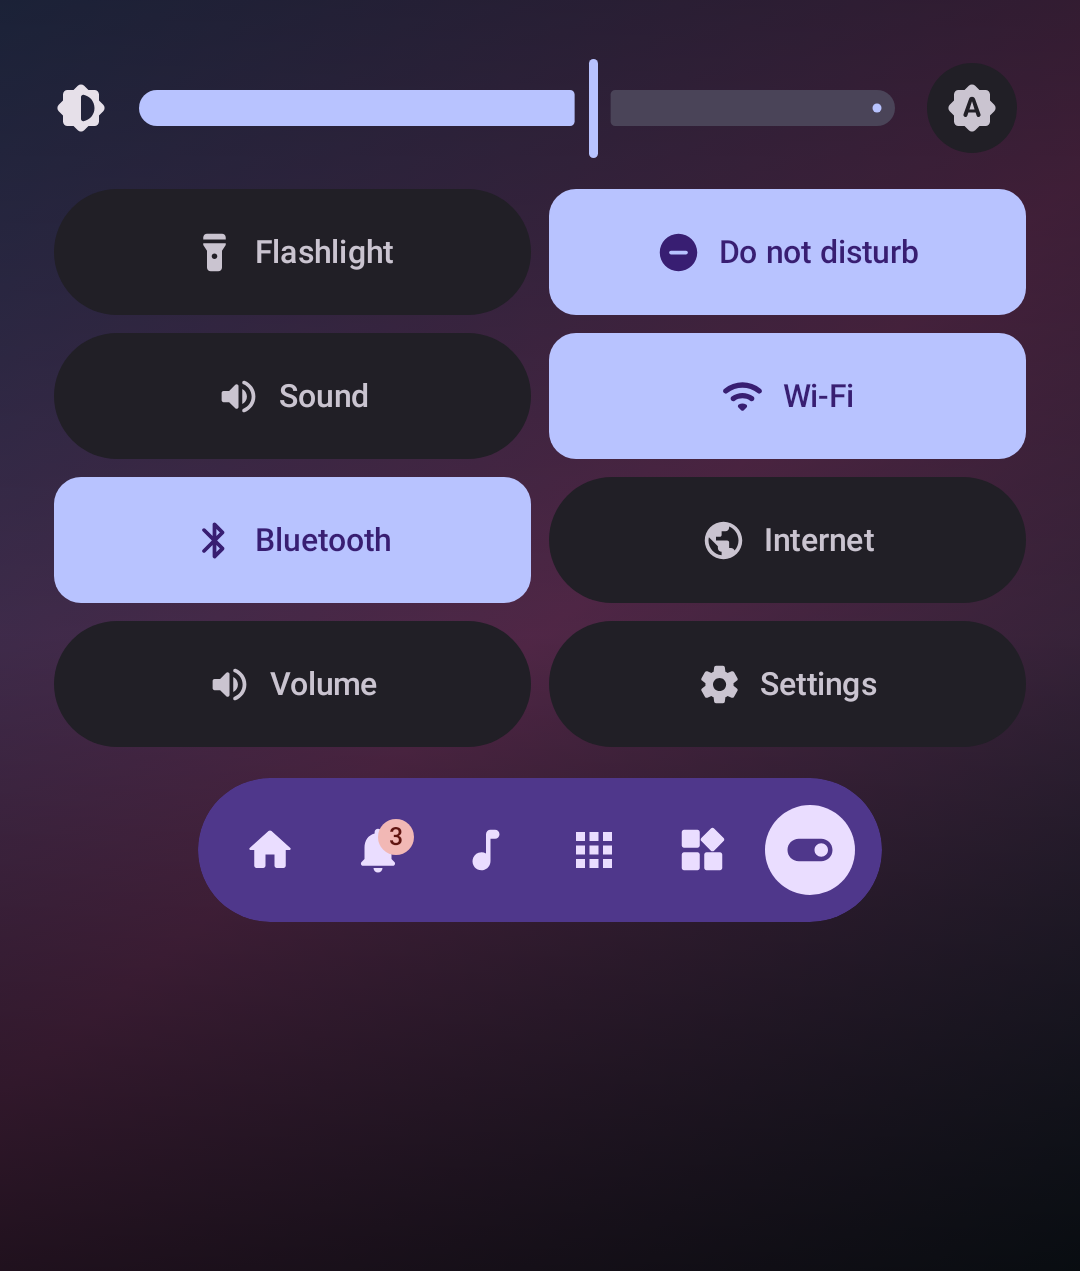 A
Flashlight
Do not disturb
Sound
Wi-Fi
Bluetooth
Internet
Volume
Settings
3